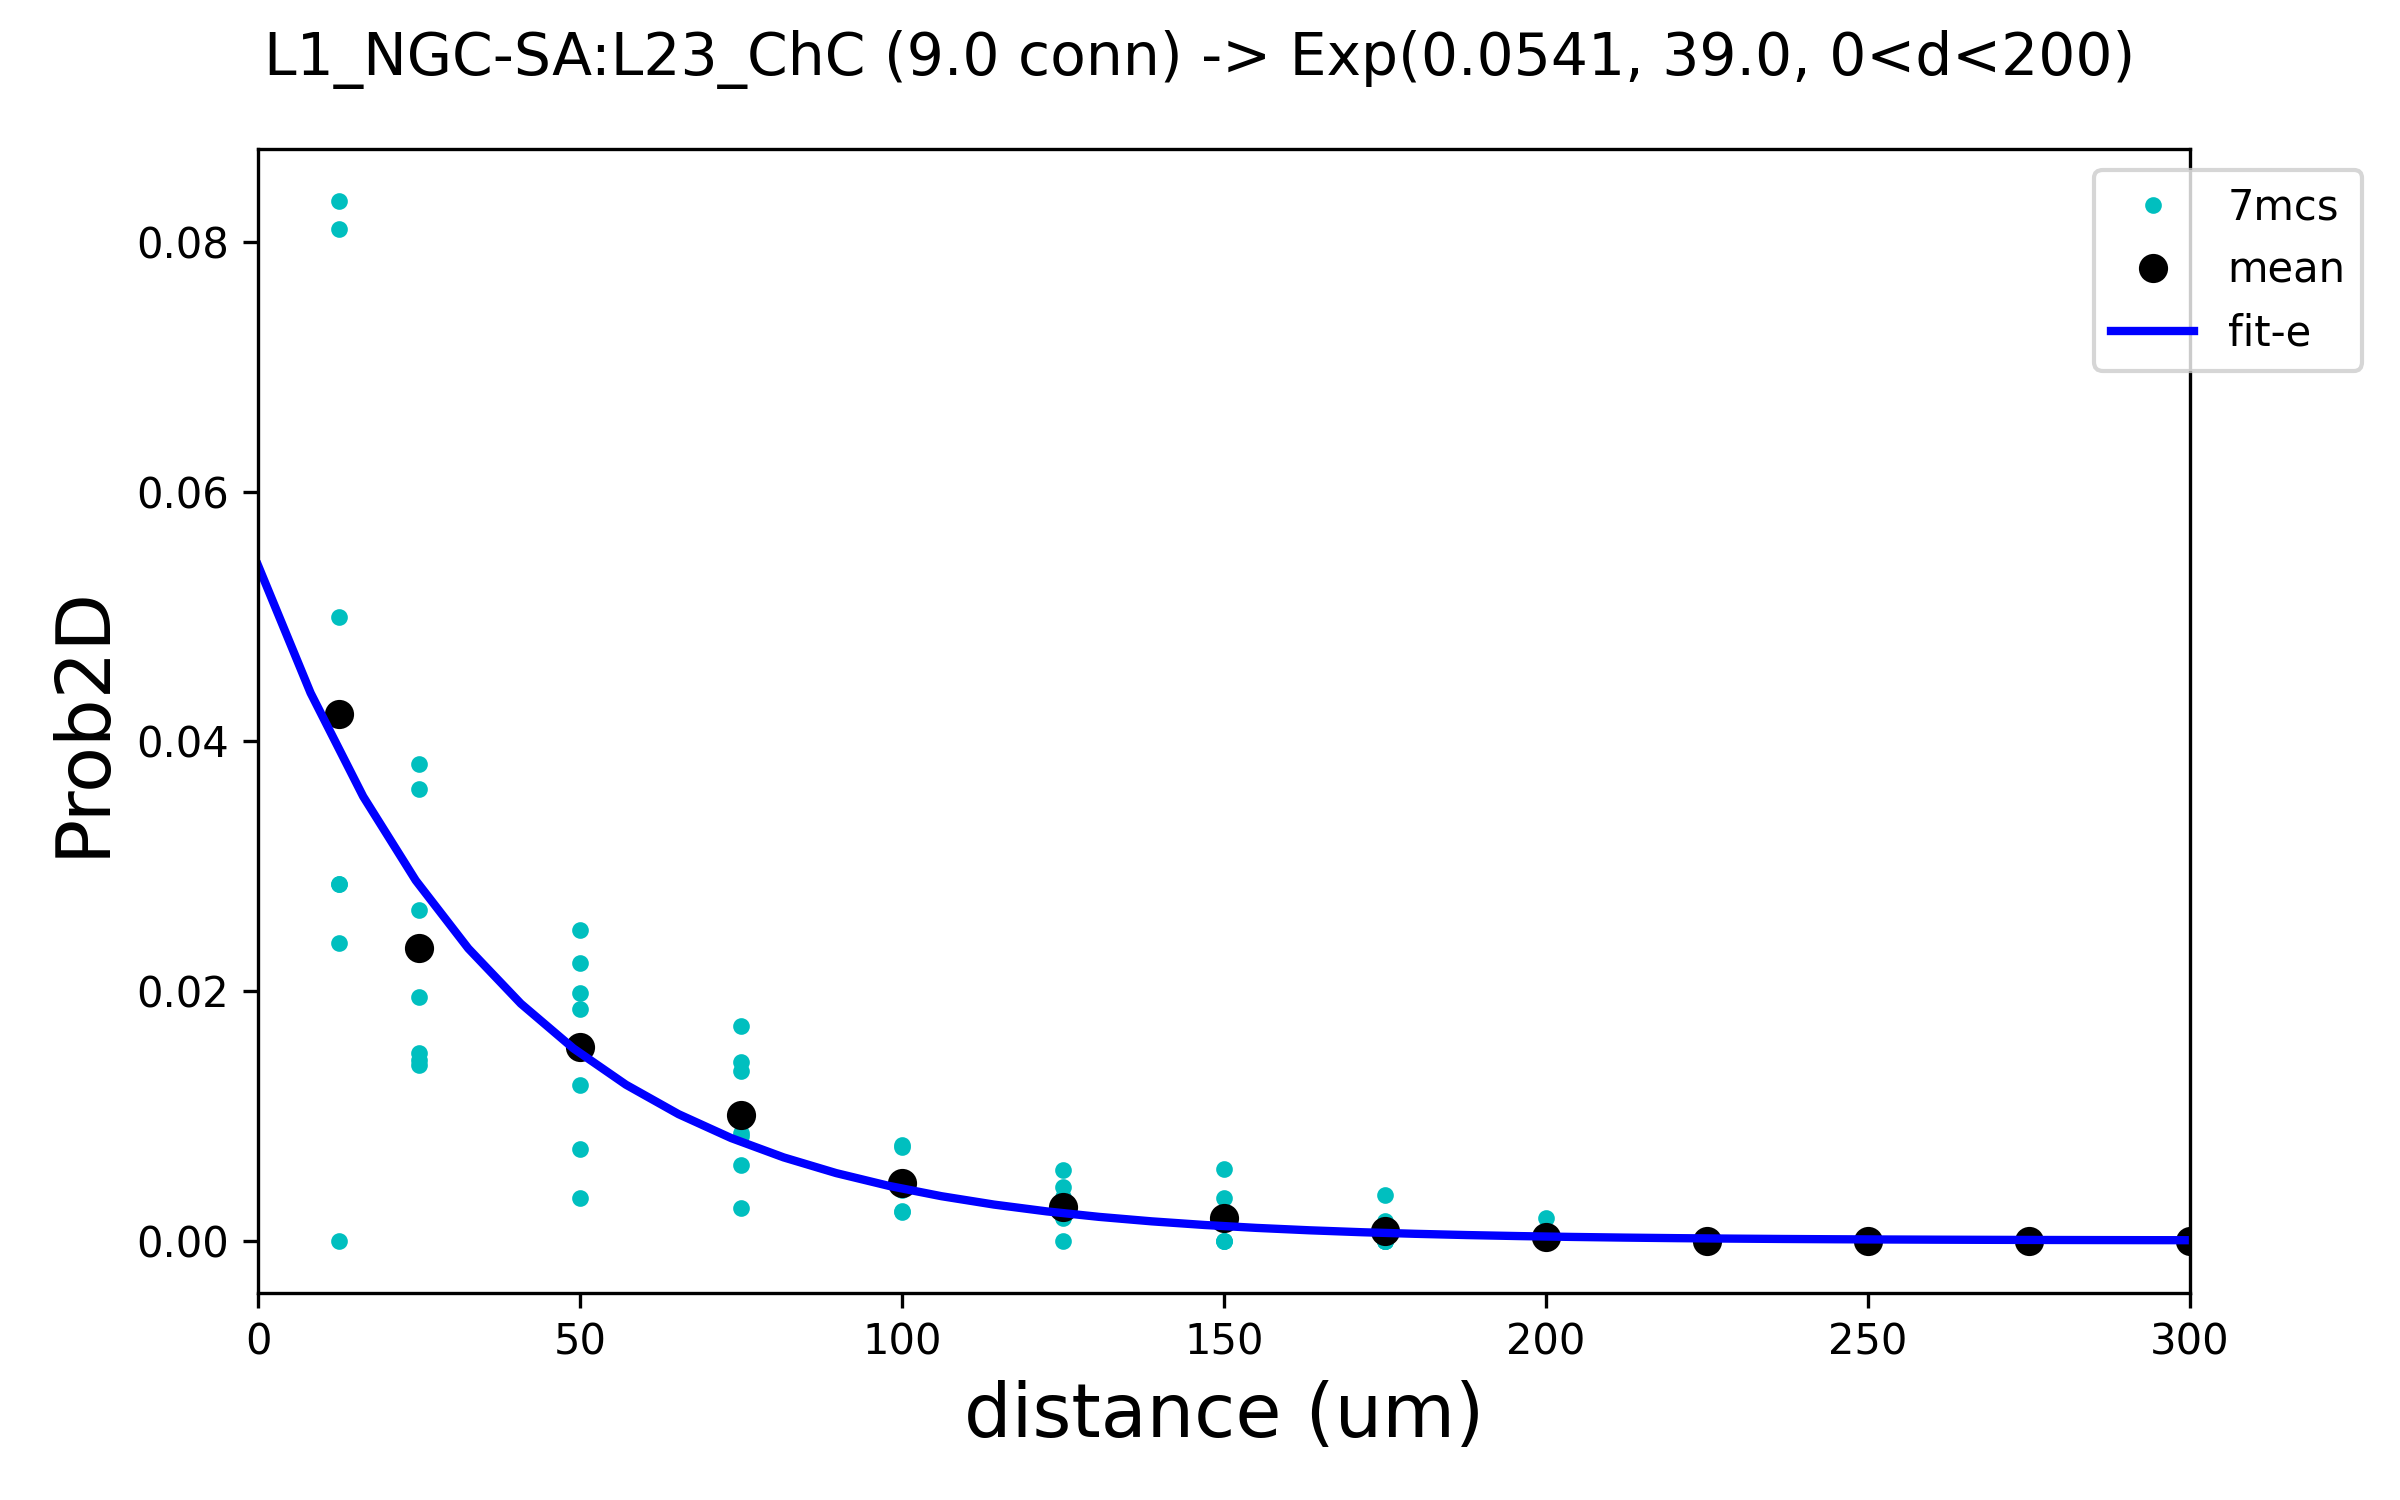 L1_NGC-SA:L23_ChC (9.0 conn) -> Exp(0.0541, 39.0, 0<d<200)
7mcs
mean
fit-e
Prob2D
0.08
0.06
0.04
0.02
0.00
0 50 100 150 200 250 300
distance (um)